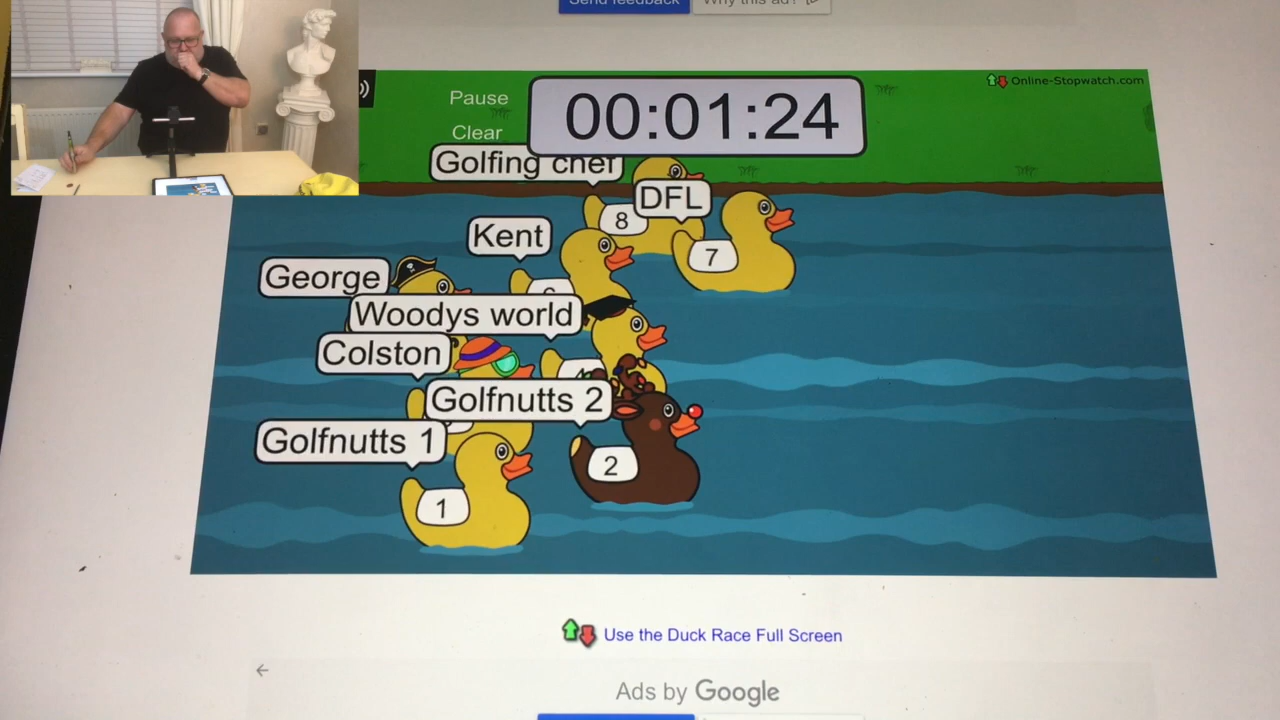 Send feedback
Why this ad?
Pause
Clear
00:01:24
Online-Stopwatch.com
Golfing chef
DFL
8
7
Kent
George
Woodys world
Colston
Golfnutts 2
Golfnutts 1
2
1
Use the Duck Race Full Screen
Ads by Google